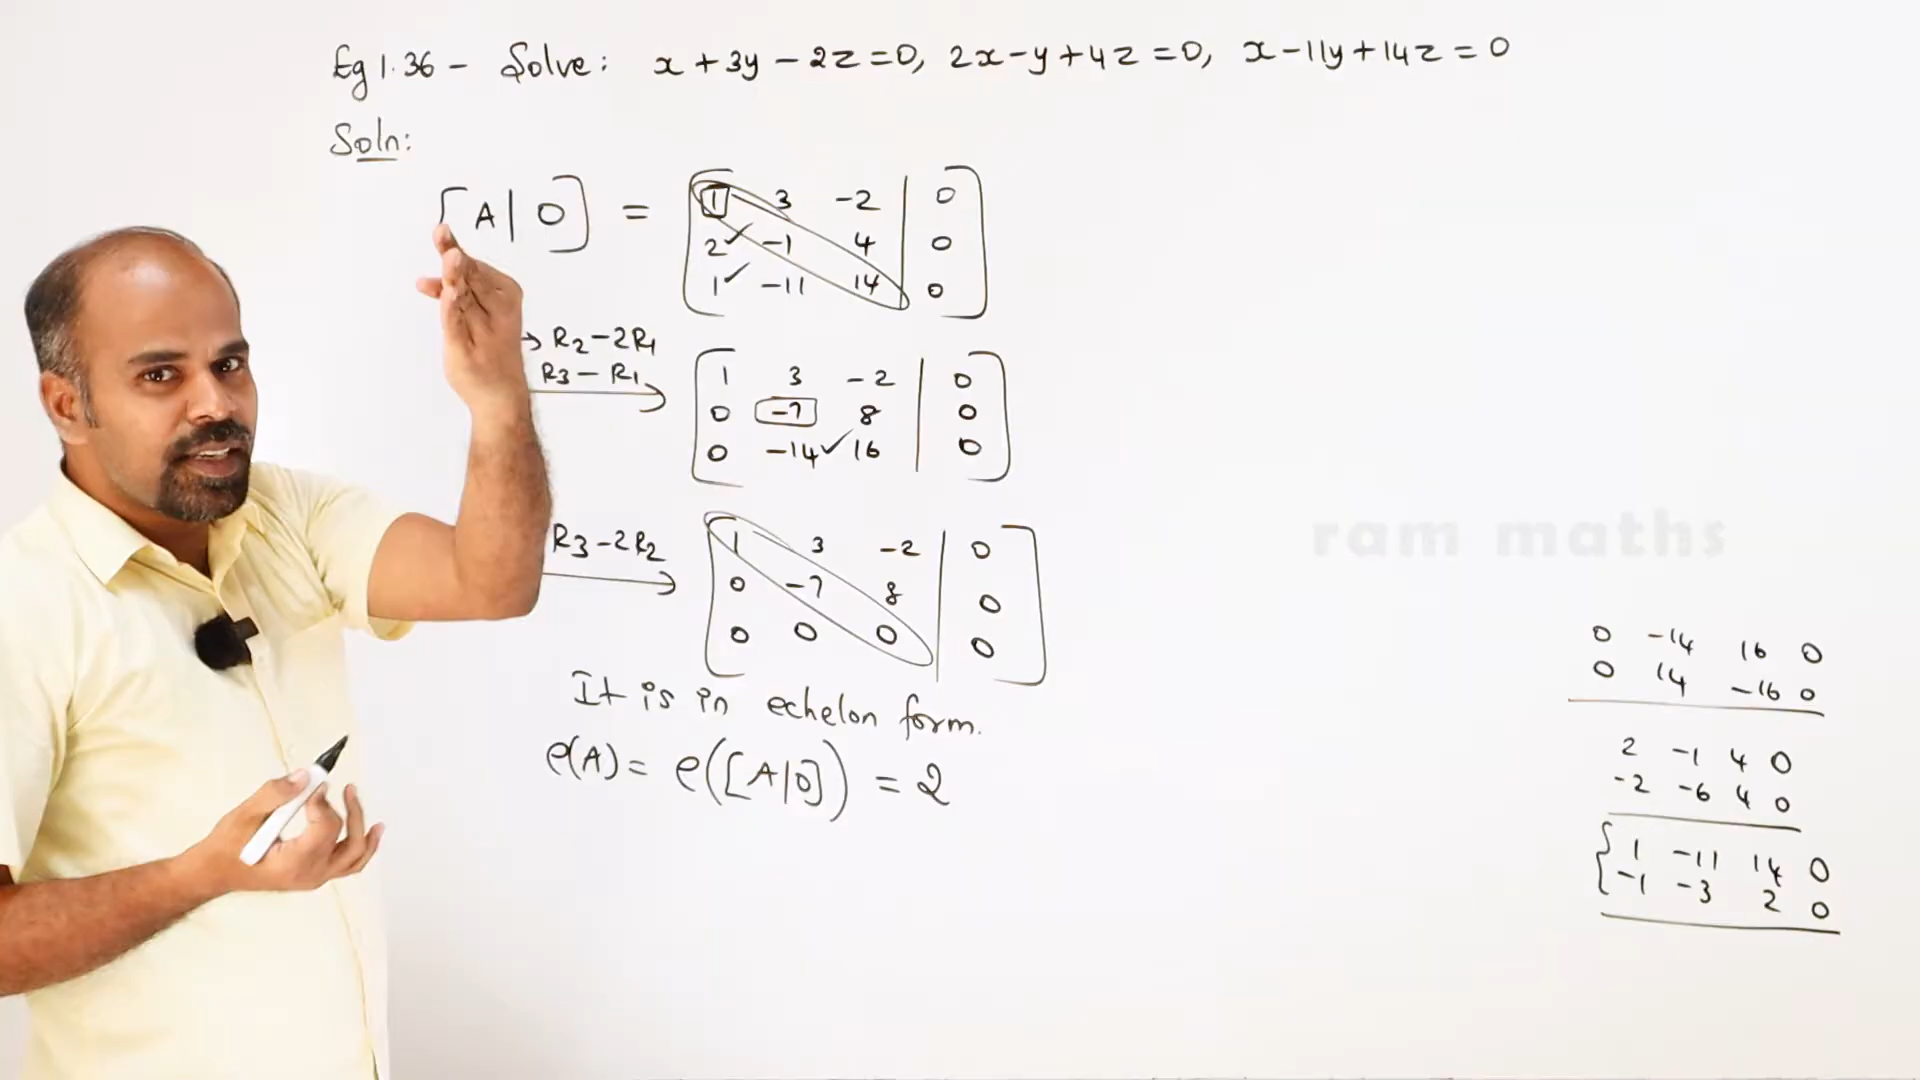 Eg 1.36 - Solve: x + 3y - 2z = 0, 2x - y + 4z = 0, x - 11y + 14z = 0
Soln:
[A | 0] =
1 3 -2 | 0
2 ✓ -1 4 | 0
1 ✓ -11 14 | 0
→ R2 - 2R1
R3 - R1
1 3 -2 | 0
0 -7 8 | 0
0 -14 ✓ 16 | 0
R3 - 2R2
1 3 -2 | 0
0 -7 8 | 0
0 0 0 | 0
It is in echelon form.
ρ(A) = ρ([A|0]) = 2
ram maths
0 -14 16 0
0 14 -16 0
2 -1 4 0
-2 -6 4 0
1 -11 14 0
-1 -3 2 0